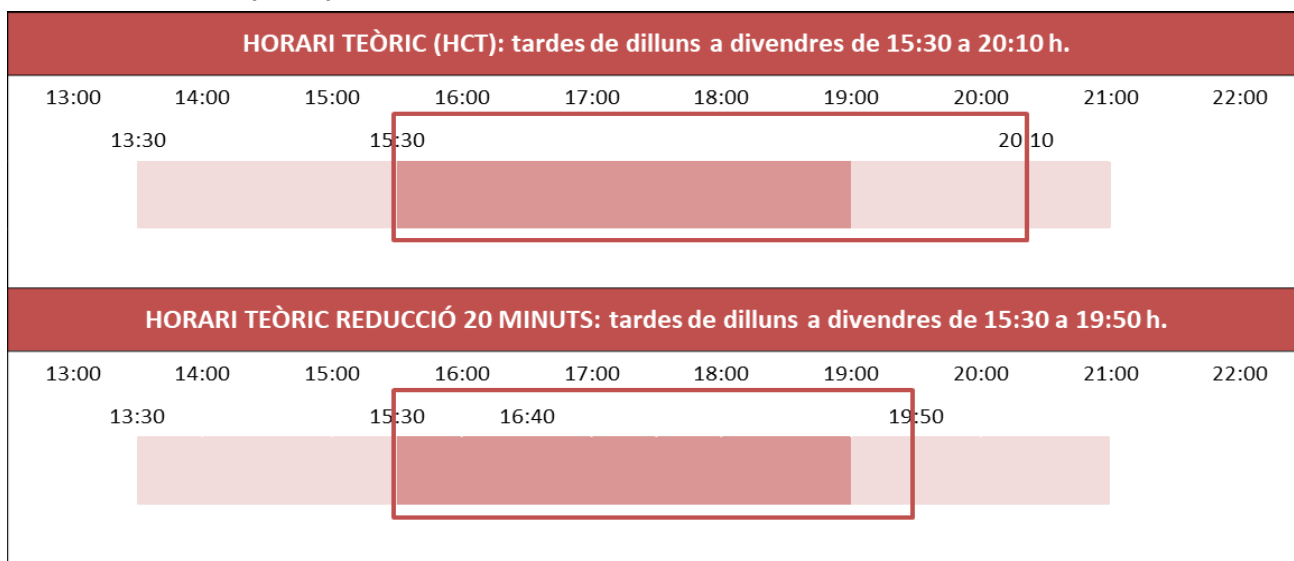 HORARI TEÒRIC (HCT): tardes de dilluns a divendres de 15:30 a 20:10 h.
13:00 14:00 15:00 16:00 17:00 18:00 19:00 20:00 21:00 22:00
13:30 15:30 20:10
HORARI TEÒRIC REDUCCIÓ 20 MINUTS: tardes de dilluns a divendres de 15:30 a 19:50 h.
13:00 14:00 15:00 16:00 17:00 18:00 19:00 20:00 21:00 22:00
13:30 15:30 16:40 19:50